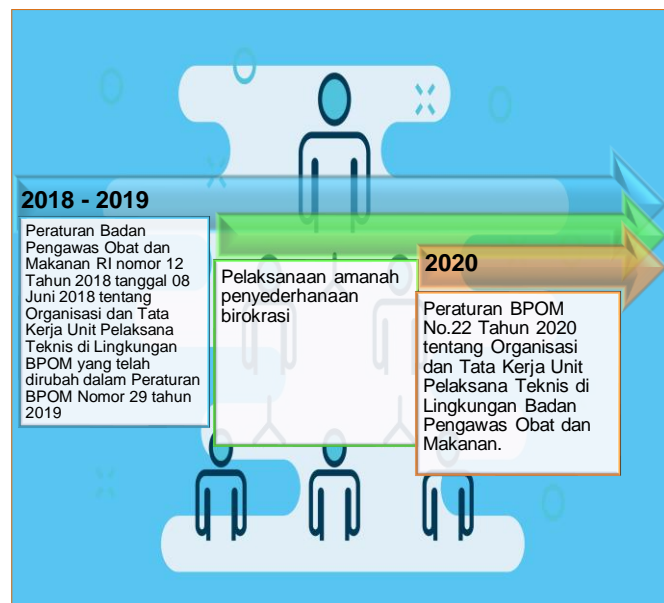 2018 - 2019
Peraturan Badan
Pengawas Obat dan
Makanan RI nomor 12
Tahun 2018 tanggal 08
Juni 2018 tentang
Organisasi dan Tata
Kerja Unit Pelaksana
Teknis di Lingkungan
BPOM yang telah
dirubah dalam Peraturan
BPOM Nomor 29 tahun
2019
Pelaksanaan amanah
penyederhanaan
birokrasi
2020
Peraturan BPOM
No.22 Tahun 2020
tentang Organisasi
dan Tata Kerja Unit
Pelaksana Teknis di
Lingkungan Badan
Pengawas Obat dan
Makanan.